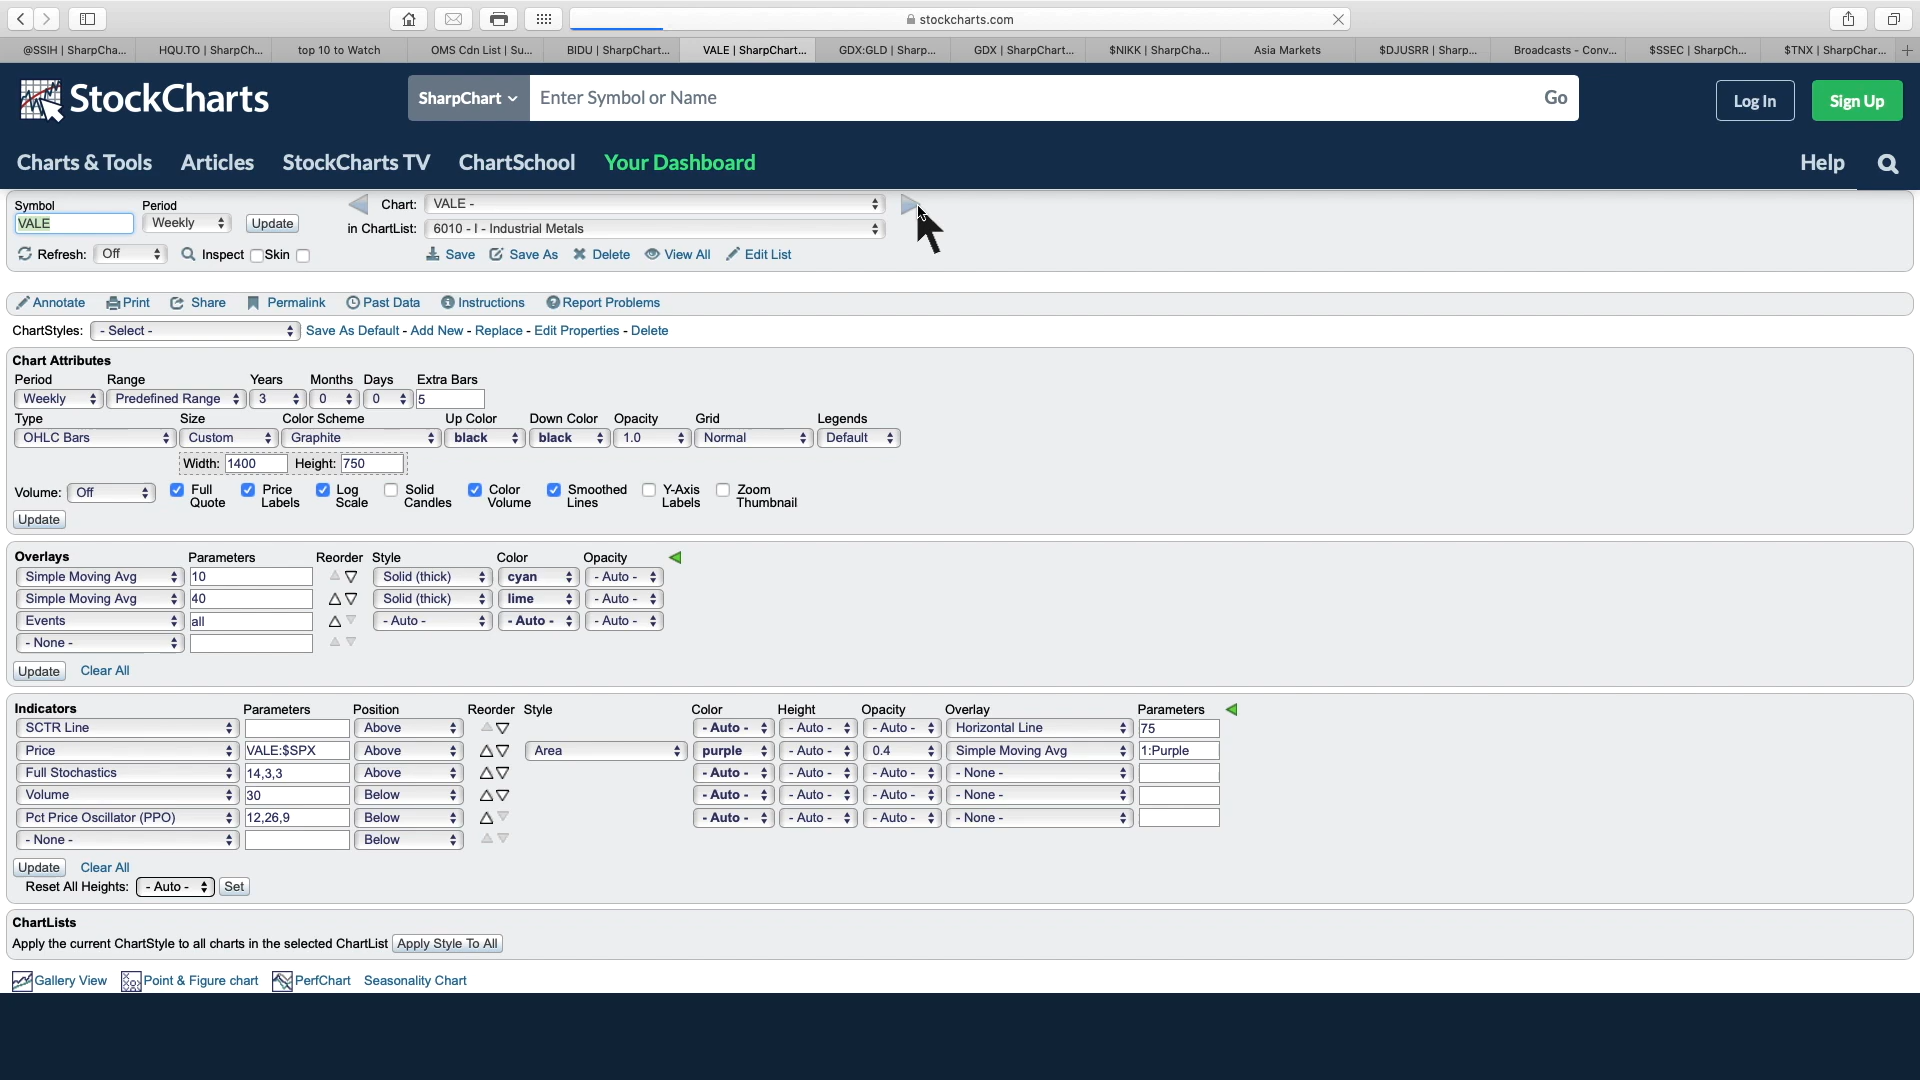 stockcharts.com
@SSIH | SharpCha... HQU.TO | SharpCh... top 10 to Watch OMS Cdn List | Su... BIDU | SharpChart... VALE | SharpChart... GDX:GLD | Sharp... GDX | SharpChart... $NIKK | SharpCha... Asia Markets $DJUSRR | Sharp... Broadcasts - Conv... $SSEC | SharpCh... $TNX | SharpChar...
StockCharts SharpChart Enter Symbol or Name Go Log In Sign Up
Charts & Tools Articles StockCharts TV ChartSchool Your Dashboard Help
Symbol Period Chart: VALE -
VALE Weekly Update in ChartList: 6010 - I - Industrial Metals
Refresh: Off Inspect Skin Save Save As Delete View All Edit List
Annotate Print Share Permalink Past Data Instructions Report Problems
ChartStyles: - Select - Save As Default - Add New - Replace - Edit Properties - Delete
Chart Attributes
Period Range Years Months Days Extra Bars
Weekly Predefined Range 3 0 0 5
Type Size Color Scheme Up Color Down Color Opacity Grid Legends
OHLC Bars Custom Graphite black black 1.0 Normal Default
Width: 1400 Height: 750
Volume: Off Full Quote Price Labels Log Scale Solid Candles Color Volume Smoothed Lines Y-Axis Labels Zoom Thumbnail
Update
Overlays Parameters Reorder Style Color Opacity
Simple Moving Avg 10 Solid (thick) cyan - Auto -
Simple Moving Avg 40 Solid (thick) lime - Auto -
Events all - Auto - - Auto - - Auto -
- None -
Update Clear All
Indicators Parameters Position Reorder Style Color Height Opacity Overlay Parameters
SCTR Line Above - Auto - - Auto - - Auto - Horizontal Line 75
Price VALE:$SPX Above Area purple - Auto - 0.4 Simple Moving Avg 1:Purple
Full Stochastics 14,3,3 Above - Auto - - Auto - - Auto - - None -
Volume 30 Below - Auto - - Auto - - Auto - - None -
Pct Price Oscillator (PPO) 12,26,9 Below - Auto - - Auto - - Auto - - None -
- None - Below
Update Clear All
Reset All Heights: - Auto - Set
ChartLists
Apply the current ChartStyle to all charts in the selected ChartList Apply Style To All
Gallery View Point & Figure chart PerfChart Seasonality Chart